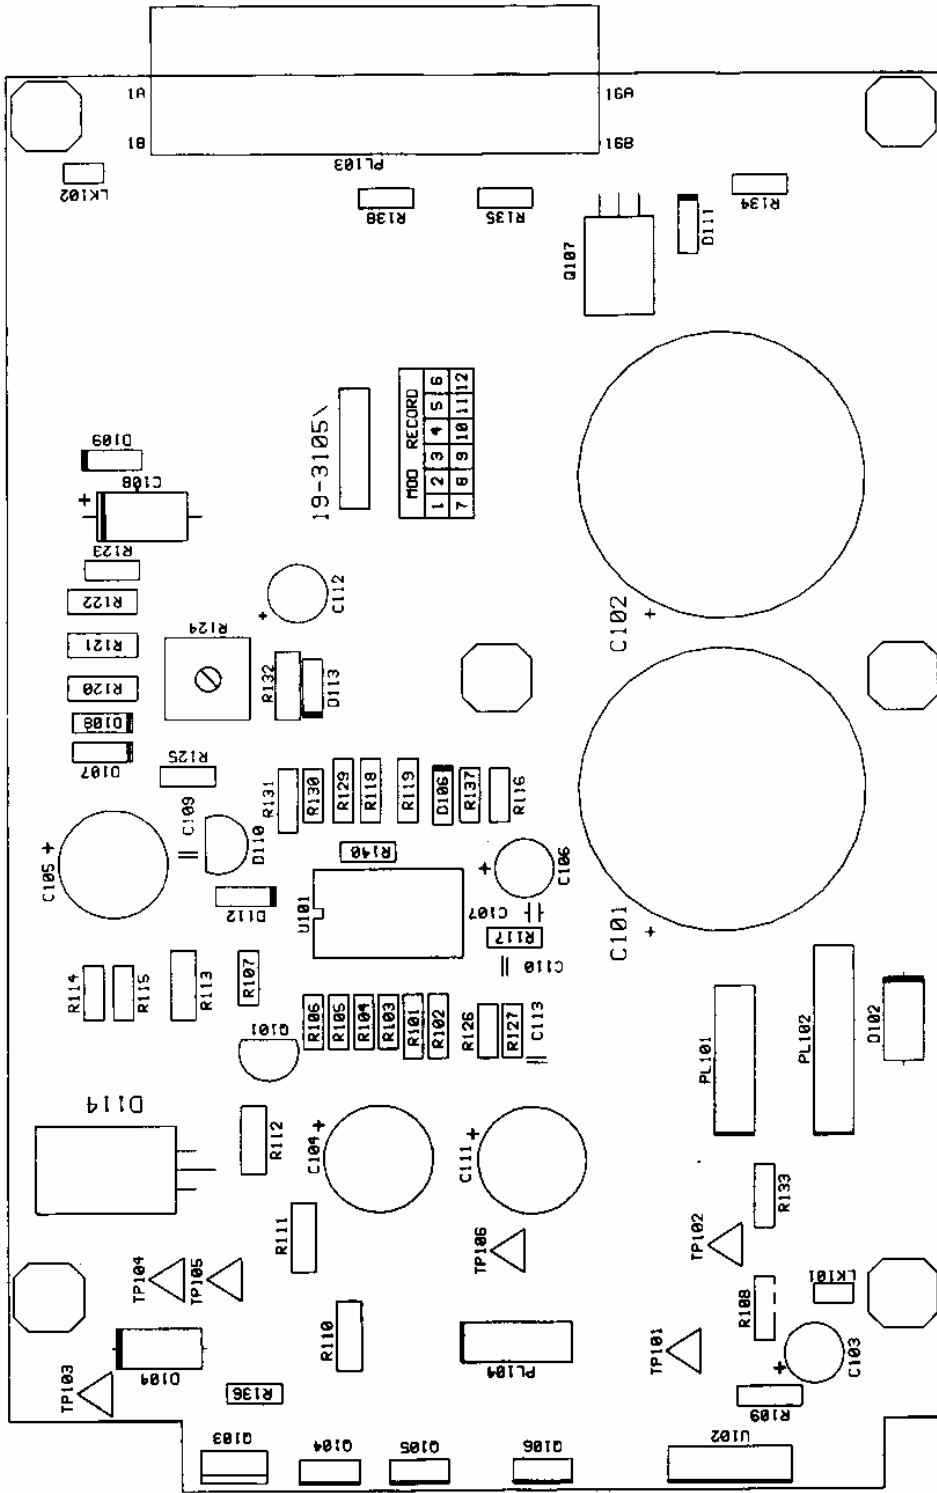 1A
16A
1B
16B
PL103
LK102
R138
R135
R134
D111
Q107
19-3105\
MOD RECORD
1 2 3 4 5 6
7 8 9 10 11 12
D109
C108
+
R123
R122
R121
R120
D108
D107
R124
C112
+
R132
D113
C102
+
R125
C109
C105 +
D110
D112
R131
R130
R129
R118
R119
D106
R137
R116
R140
U101
+
C106
C107
R117
C110
C101
+
R114
R115
R113
R107
Q101
R106
R105
R104
R103
R101
R102
R126
R127
C113
PL101
PL102
D102
D114
R112
C104 +
C111 +
R111
TP106
TP102
R133
TP104
TP105
R110
PL104
TP101
R108
LK101
+
C103
TP103
D104
R136
R109
Q103
Q104
Q105
Q106
U102